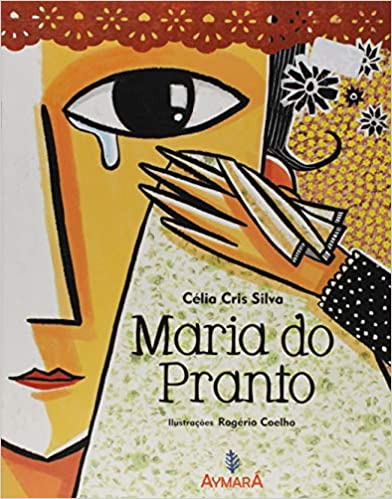 Célia Cris Silva
Maria do
Pranto
Ilustrações Rogério Coelho
AYMARÁ